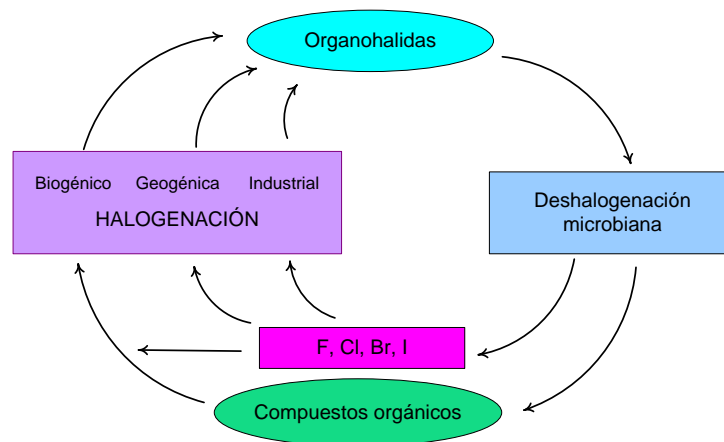 Organohalidas
Biogénico Geogénica Industrial
HALOGENACIÓN
Deshalogenación
microbiana
F, Cl, Br, I
Compuestos orgánicos